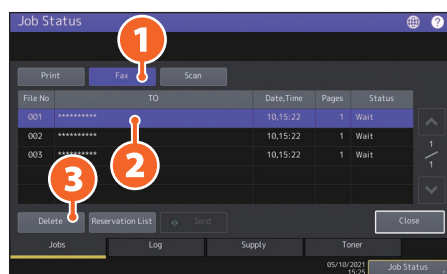 Job Status ?
1
Print Fax Scan
File No TO Date,Time Pages Status
001 ********** 10,15:22 1 Wait
002 ********** 10,15:22 1 Wait
003 ********** 10,15:22 1 Wait
1
1
2
3
Delete Reservation List Send Close
Jobs Log Supply Toner
05/10/2021
15:25 Job Status